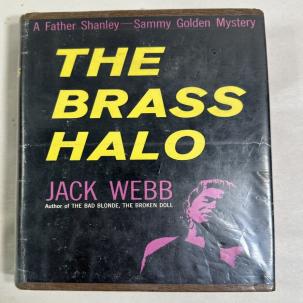 A Father Shanley—Sammy Golden Mystery
THE
BRASS
HALO
JACK WEBB
Author of THE BAD BLONDE, THE BROKEN DOLL